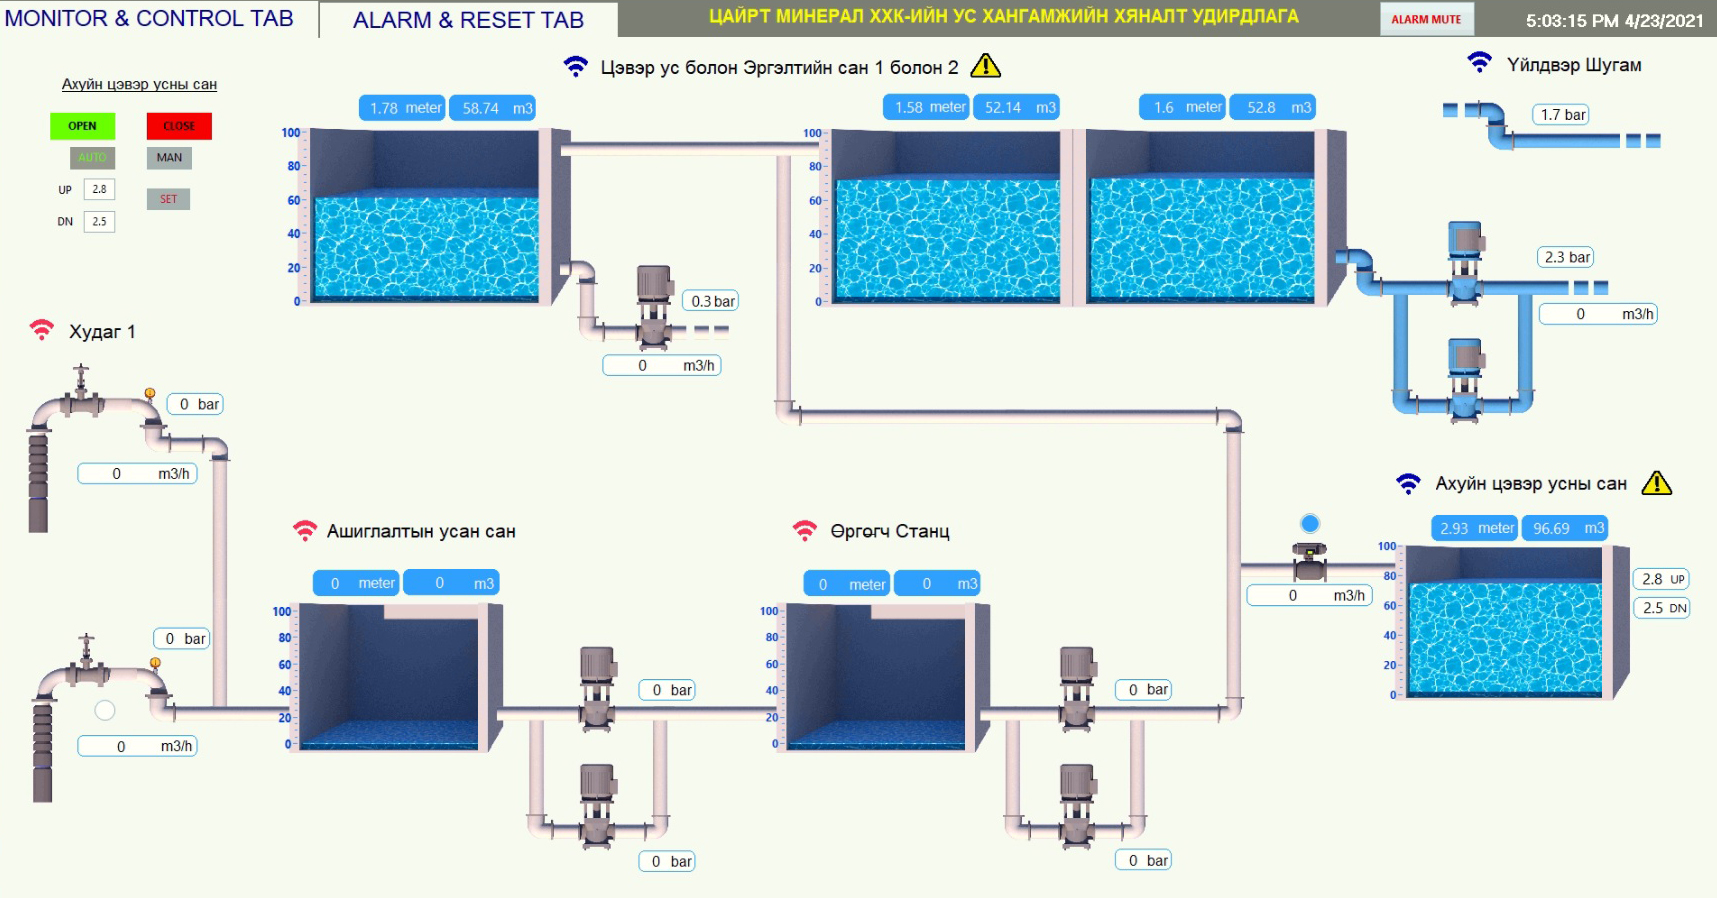 MONITOR & CONTROL TAB
ALARM & RESET TAB
ЦАЙРТ МИНЕРАЛ ХХК-ИЙН УС ХАНГАМЖИЙН ХЯНАЛТ УДИРДЛАГА
ALARM MUTE
5:03:15 PM 4/23/2021
Ахуйн цэвэр усны сан
OPEN
CLOSE
AUTO
MAN
UP 2.8
SET
DN 2.5
Цэвэр ус болон Эргэлтийн сан 1 болон 2
1.78 meter
58.74 m3
1.58 meter
52.14 m3
1.6 meter
52.8 m3
100
80
60
40
20
0
100
80
60
40
20
0
0.3 bar
0 m3/h
Үйлдвэр Шугам
1.7 bar
2.3 bar
0 m3/h
Худаг 1
0 bar
0 m3/h
0 bar
0 m3/h
Ашиглалтын усан сан
0 meter
0 m3
100
80
60
40
20
0
0 bar
0 bar
Өргөгч Станц
0 meter
0 m3
100
80
60
40
20
0
0 bar
0 bar
0 m3/h
Ахуйн цэвэр усны сан
2.93 meter
96.69 m3
100
80
60
40
20
0
2.8 UP
2.5 DN